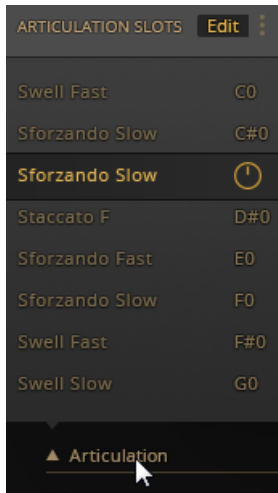 ARTICULATION SLOTS Edit
Swell Fast C0
Sforzando Slow C#0
Sforzando Slow
Staccato F D#0
Sforzando Fast E0
Sforzando Slow F0
Swell Fast F#0
Swell Slow G0
▲ Articulation